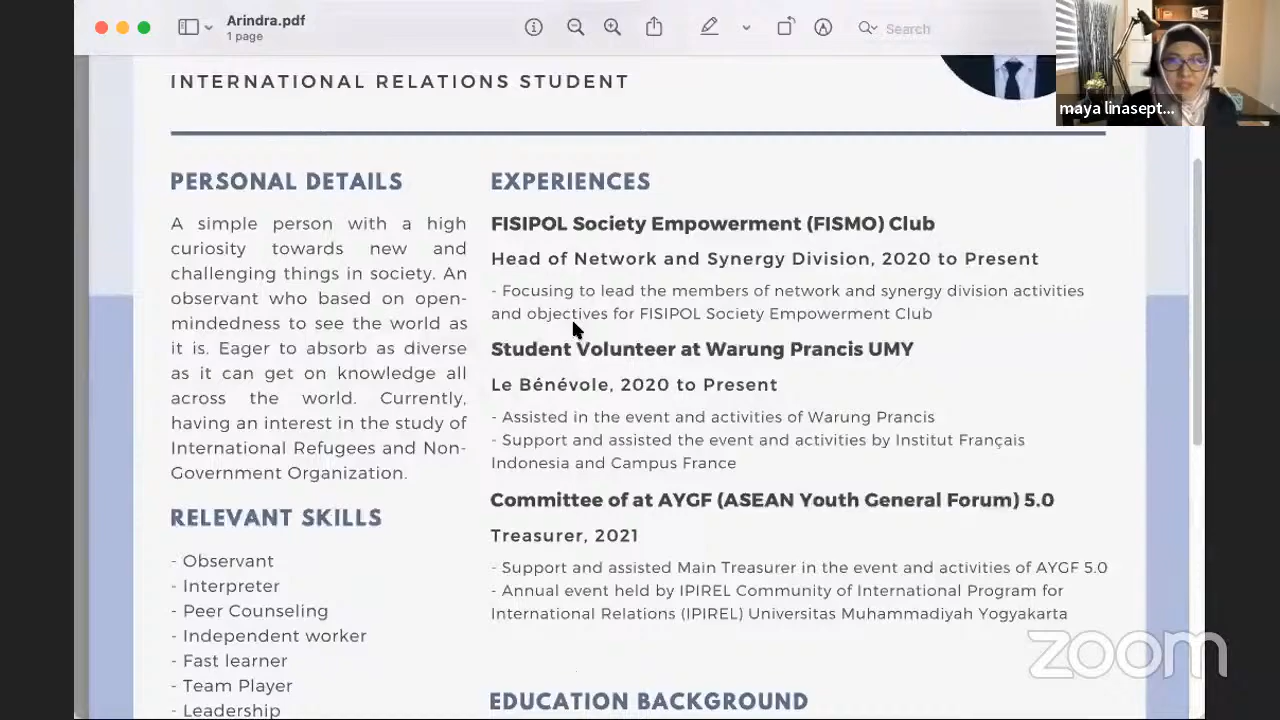 Arindra.pdf
1 page
Search
maya linasept...
INTERNATIONAL RELATIONS STUDENT
PERSONAL DETAILS
A simple person with a high
curiosity towards new and
challenging things in society. An
observant who based on open-
mindedness to see the world as
it is. Eager to absorb as diverse
as it can get on knowledge all
across the world. Currently,
having an interest in the study of
International Refugees and Non-
Government Organization.
RELEVANT SKILLS
- Observant
- Interpreter
- Peer Counseling
- Independent worker
- Fast learner
- Team Player
- Leadership
EXPERIENCES
FISIPOL Society Empowerment (FISMO) Club
Head of Network and Synergy Division, 2020 to Present
- Focusing to lead the members of network and synergy division activities
and objectives for FISIPOL Society Empowerment Club
Student Volunteer at Warung Prancis UMY
Le Bénévole, 2020 to Present
- Assisted in the event and activities of Warung Prancis
- Support and assisted the event and activities by Institut Français
Indonesia and Campus France
Committee of at AYGF (ASEAN Youth General Forum) 5.0
Treasurer, 2021
- Support and assisted Main Treasurer in the event and activities of AYGF 5.0
- Annual event held by IPIREL Community of International Program for
International Relations (IPIREL) Universitas Muhammadiyah Yogyakarta
EDUCATION BACKGROUND
zoom